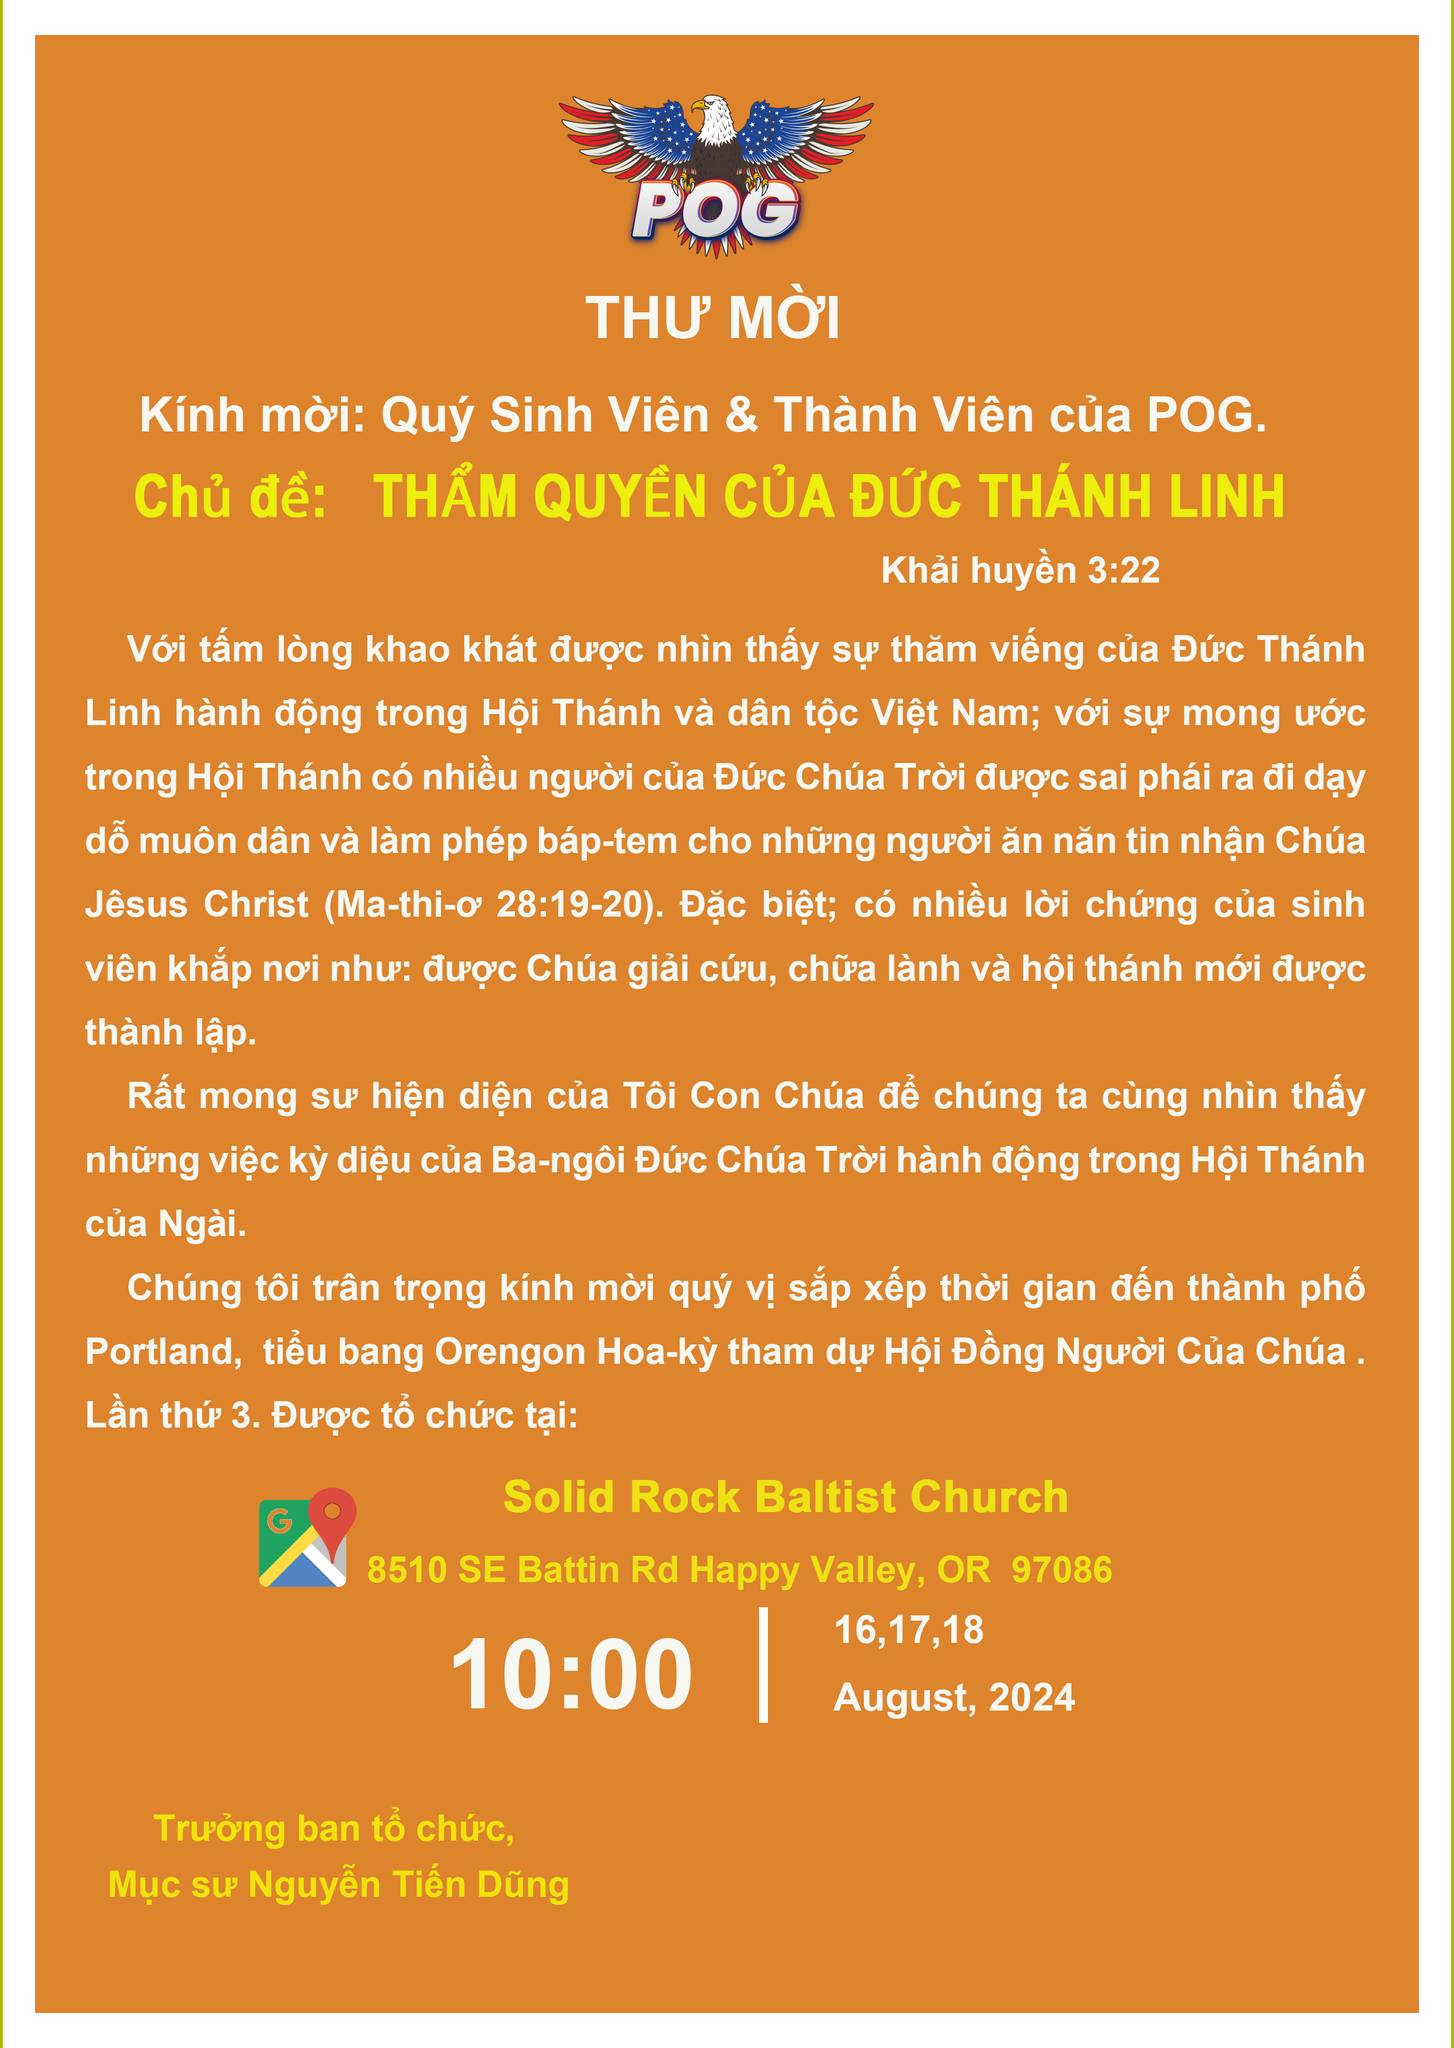 POG
THƯ MỜI
Kính mời: Quý Sinh Viên & Thành Viên của POG.
Chủ đề: THẨM QUYỀN CỦA ĐỨC THÁNH LINH
Khải huyền 3:22
Với tấm lòng khao khát được nhìn thấy sự thăm viếng của Đức Thánh
Linh hành động trong Hội Thánh và dân tộc Việt Nam; với sự mong ước
trong Hội Thánh có nhiều người của Đức Chúa Trời được sai phái ra đi dạy
dỗ muôn dân và làm phép báp-tem cho những người ăn năn tin nhận Chúa
Jêsus Christ (Ma-thi-ơ 28:19-20). Đặc biệt; có nhiều lời chứng của sinh
viên khắp nơi như: được Chúa giải cứu, chữa lành và hội thánh mới được
thành lập.
Rất mong sư hiện diện của Tôi Con Chúa để chúng ta cùng nhìn thấy
những việc kỳ diệu của Ba-ngôi Đức Chúa Trời hành động trong Hội Thánh
của Ngài.
Chúng tôi trân trọng kính mời quý vị sắp xếp thời gian đến thành phố
Portland, tiểu bang Orengon Hoa-kỳ tham dự Hội Đồng Người Của Chúa .
Lần thứ 3. Được tổ chức tại:
Solid Rock Baltist Church
G
8510 SE Battin Rd Happy Valley, OR 97086
10:00
16,17,18
August, 2024
Trưởng ban tổ chức,
Mục sư Nguyễn Tiến Dũng